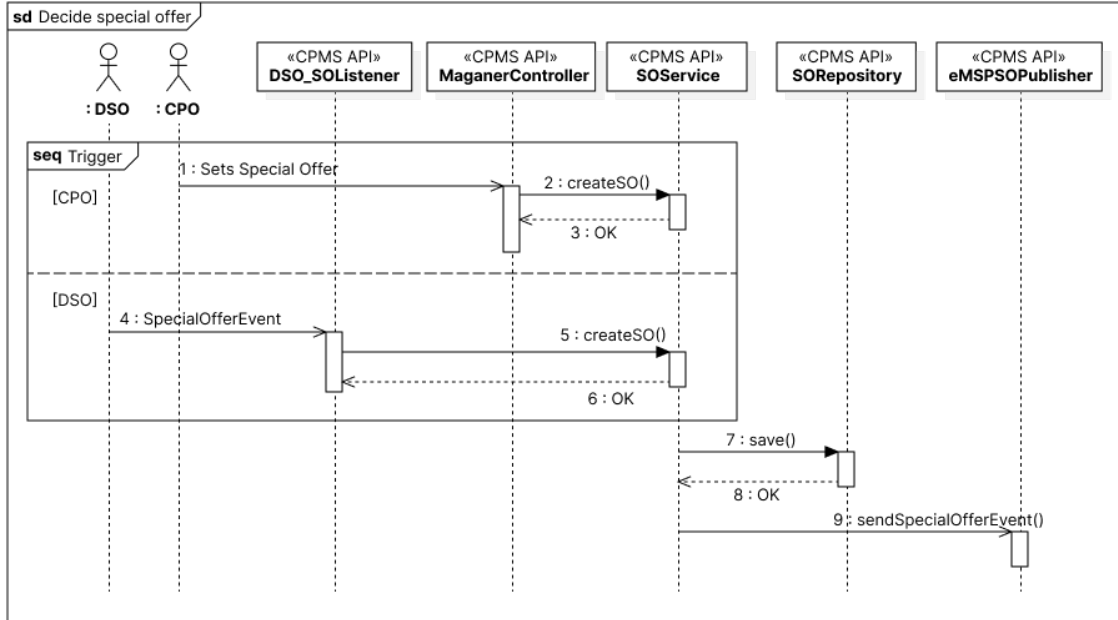 sd Decide special offer
: DSO
: CPO
«CPMS API»
DSO_SOListener
«CPMS API»
MaganerController
«CPMS API»
SOService
«CPMS API»
SORepository
«CPMS API»
eMSPSOPublisher
seq Trigger
1 : Sets Special Offer
[CPO]
2 : createSO()
3 : OK
[DSO]
4 : SpecialOfferEvent
5 : createSO()
6 : OK
7 : save()
8 : OK
9 : sendSpecialOfferEvent()